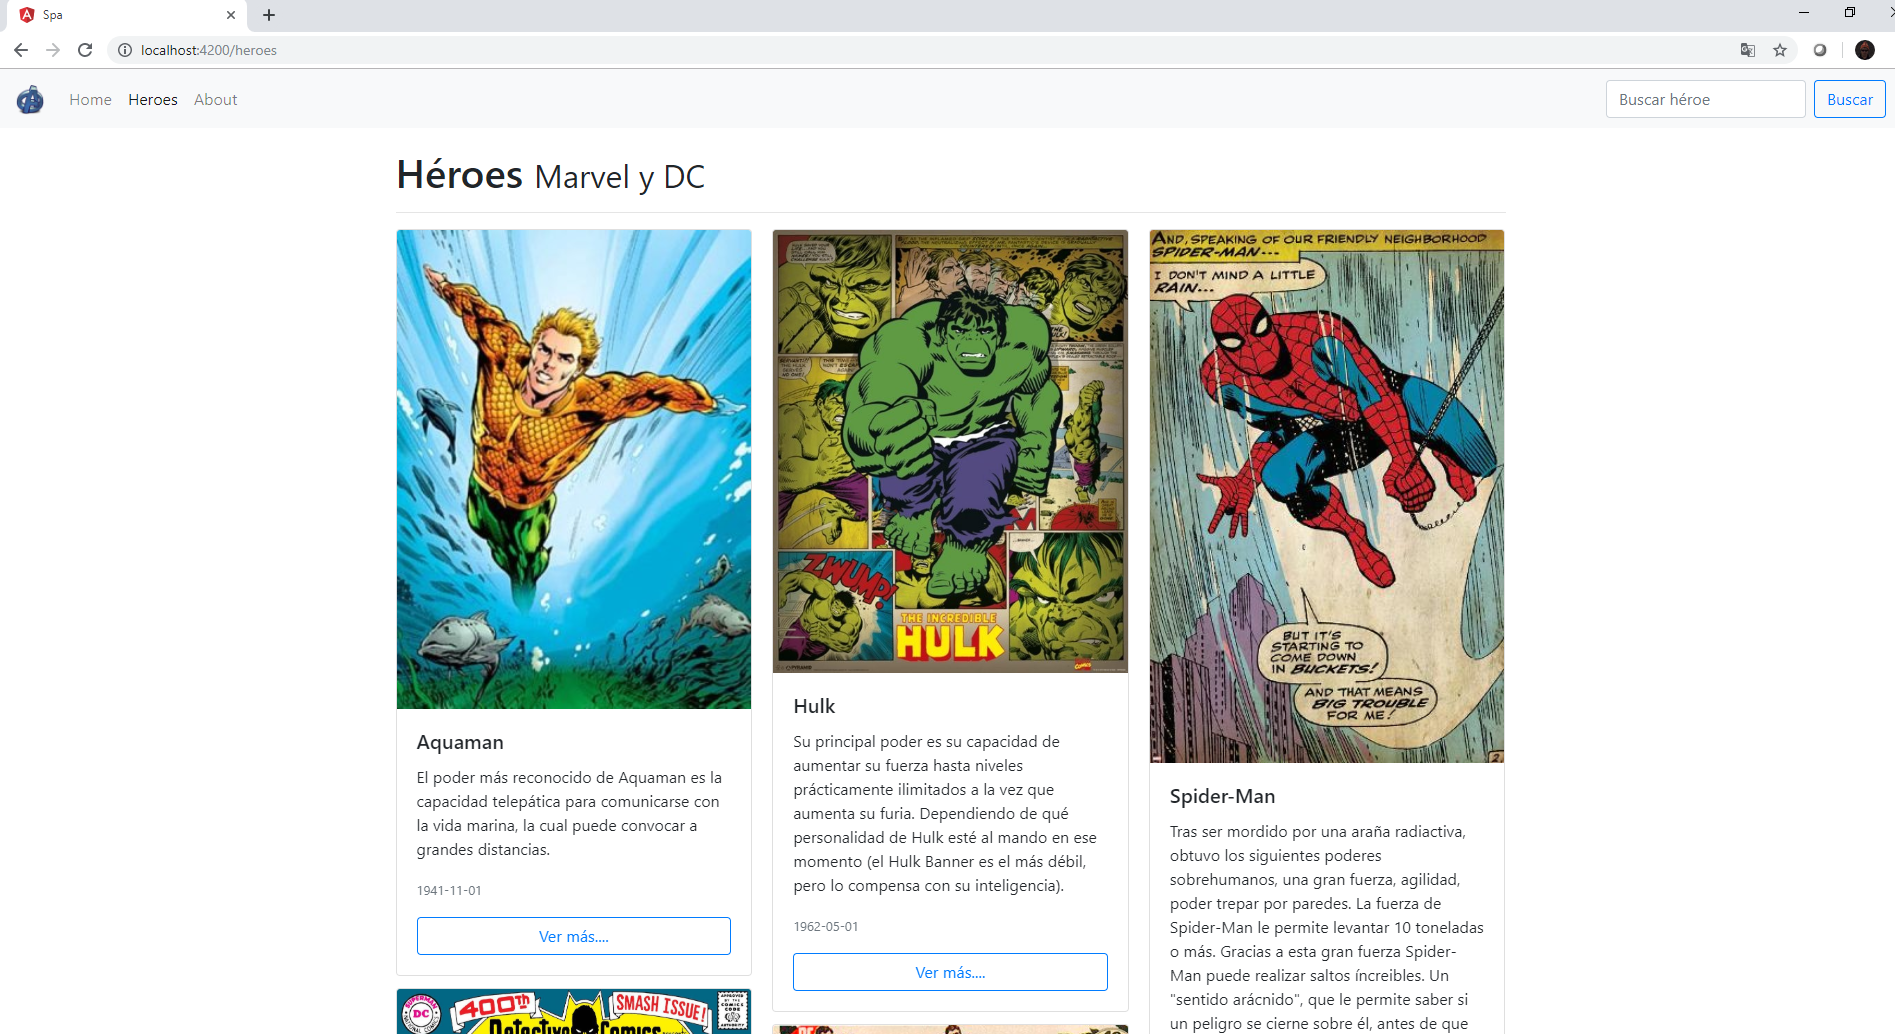 Spa
localhost:4200/heroes
Home Heroes About
Buscar héroe
Buscar
Héroes Marvel y DC
THE INCREDIBLE
HULK
ZWUMP!
Aquaman
El poder más reconocido de Aquaman es la
capacidad telepática para comunicarse con
la vida marina, la cual puede convocar a
grandes distancias.
1941-11-01
Ver más....
Hulk
Su principal poder es su capacidad de
aumentar su fuerza hasta niveles
prácticamente ilimitados a la vez que
aumenta su furia. Dependiendo de qué
personalidad de Hulk esté al mando en ese
momento (el Hulk Banner es el más débil,
pero lo compensa con su inteligencia).
1962-05-01
Ver más....
AND, SPEAKING OF OUR FRIENDLY NEIGHBORHOOD
SPIDER-MAN...
I DON'T MIND A LITTLE
RAIN...
BUT IT'S
STARTING TO
COME DOWN
IN BUCKETS!
AND THAT MEANS
BIG TROUBLE
FOR ME!
Spider-Man
Tras ser mordido por una araña radiactiva,
obtuvo los siguientes poderes
sobrehumanos, una gran fuerza, agilidad,
poder trepar por paredes. La fuerza de
Spider-Man le permite levantar 10 toneladas
o más. Gracias a esta gran fuerza Spider-
Man puede realizar saltos íncreibles. Un
"sentido arácnido", que le permite saber si
un peligro se cierne sobre él, antes de que
SUPERMAN
DC
400th
SMASH ISSUE!
APPROVED
BY THE
COMICS
CODE
AUTHORITY
Detective Comics